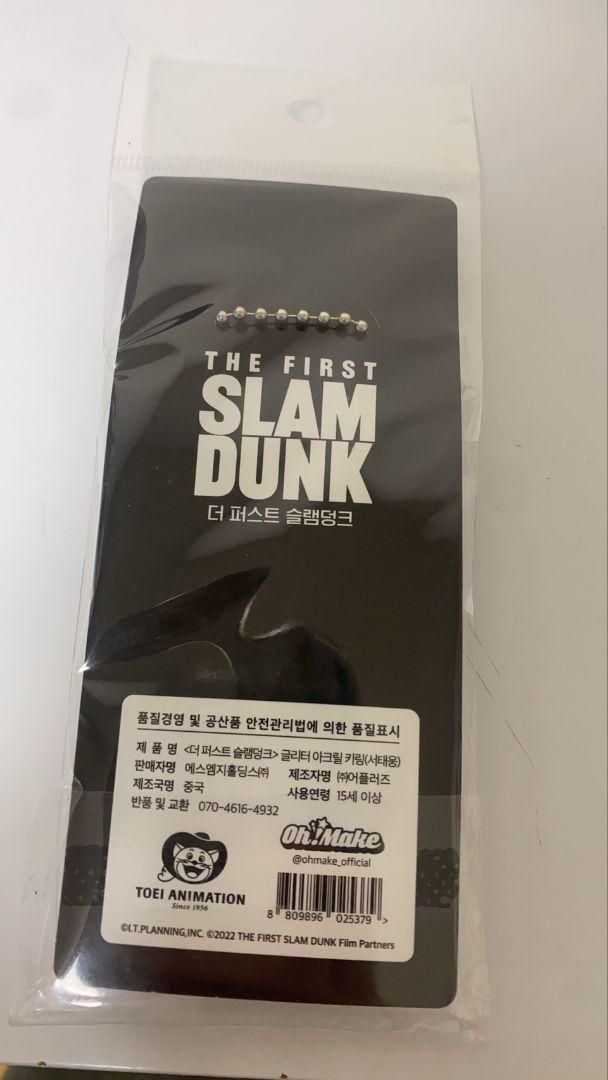 THE FIRST
SLAM
DUNK
더 퍼스트 슬램덩크
품질경영 및 공산품 안전관리법에 의한 품질표시
제 품 명 <더 퍼스트 슬램덩크> 글리터 아크릴 키링(서태웅)
판매자명 에스엠지홀딩스㈜ 제조자명 ㈜어플러즈
제조국명 중국 사용연령 15세 이상
반품 및 교환 070-4616-4932
Oh!Make
@ohmake_official
TOEI ANIMATION
Since 1956
8 809896 025379 >
©I.T.PLANNING,INC. ©2022 THE FIRST SLAM DUNK Film Partners